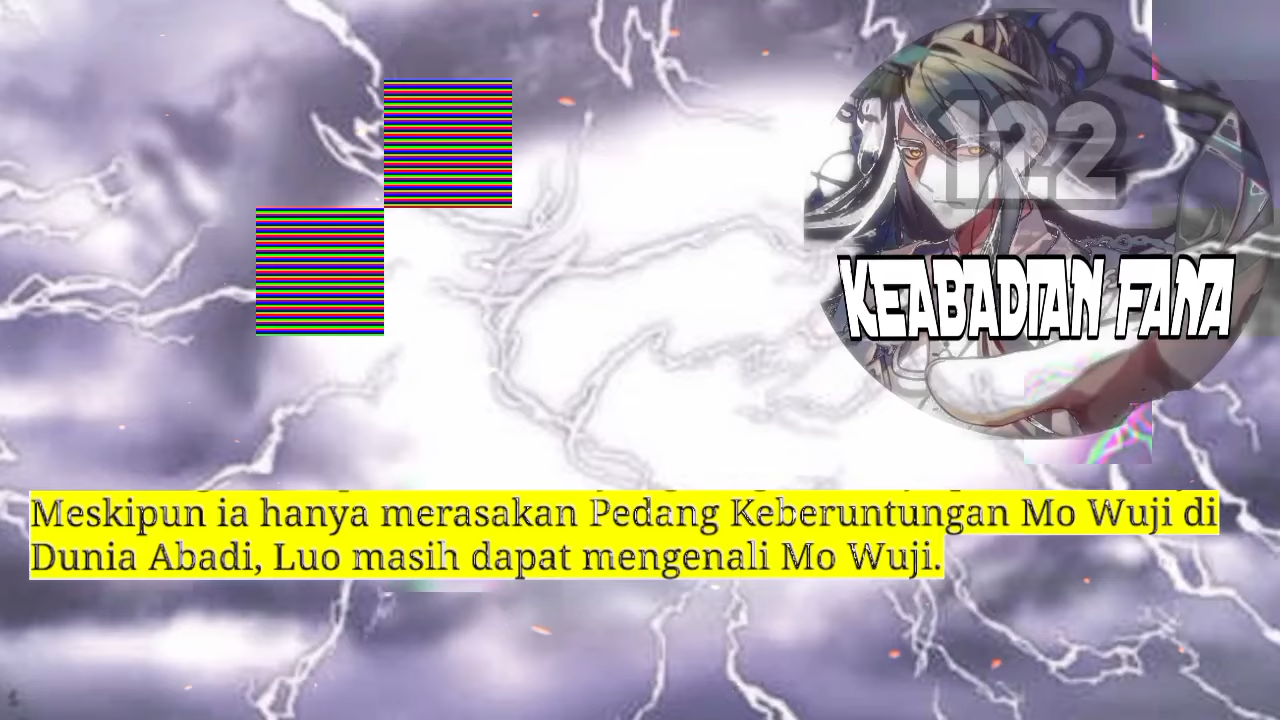 122
KEABADIAN FANA
Meskipun ia hanya merasakan Pedang Keberuntungan Mo Wuji di
Dunia Abadi, Luo masih dapat mengenali Mo Wuji.